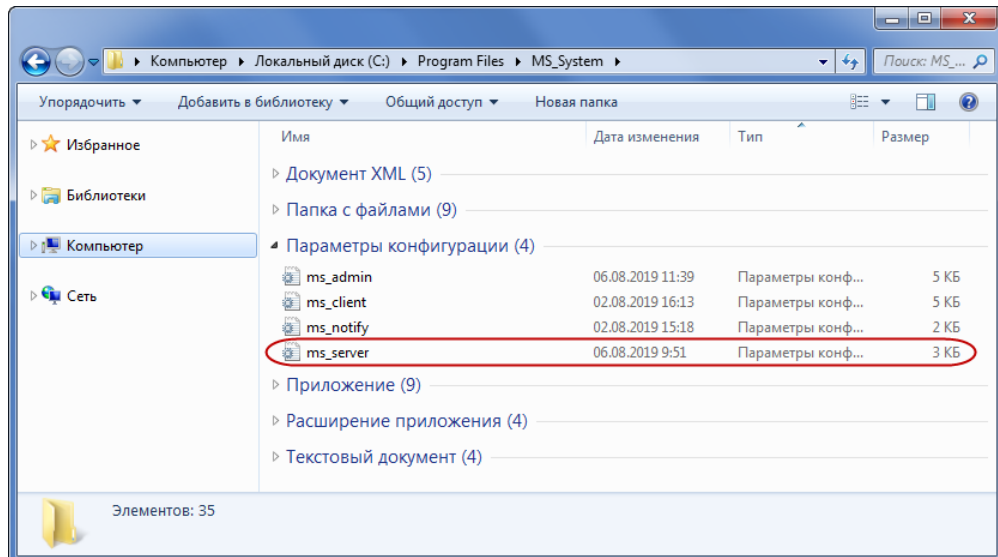 Компьютер Локальный диск (C:) Program Files MS_System Поиск: MS_...
Упорядочить Добавить в библиотеку Общий доступ Новая папка
Избранное
Библиотеки
Компьютер
Сеть
Имя Дата изменения Тип Размер
Документ XML (5)
Папка с файлами (9)
Параметры конфигурации (4)
ms_admin 06.08.2019 11:39 Параметры конф... 5 КБ
ms_client 02.08.2019 16:13 Параметры конф... 5 КБ
ms_notify 02.08.2019 15:18 Параметры конф... 2 КБ
ms_server 06.08.2019 9:51 Параметры конф... 3 КБ
Приложение (9)
Расширение приложения (4)
Текстовый документ (4)
Элементов: 35